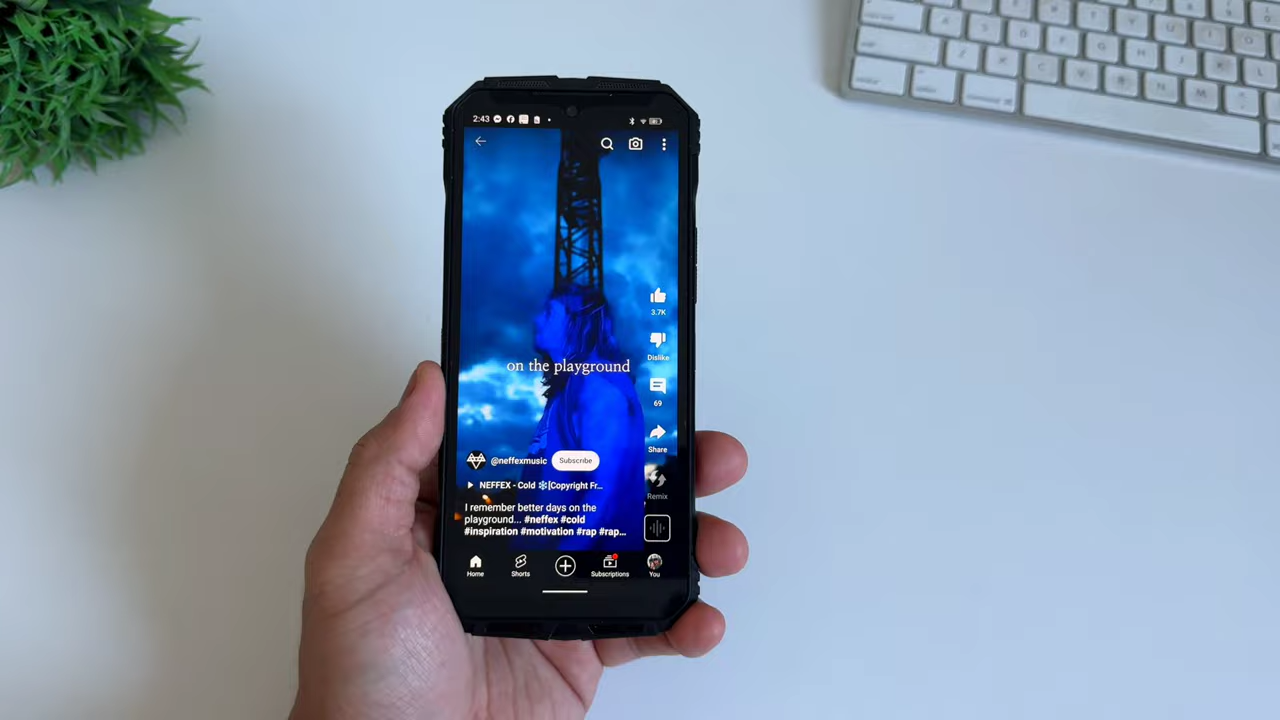 2:43
3.7K
Dislike
on the playground
69
Share
@neffexmusic Subscribe
NEFFEX - Cold ❄️[Copyright Fr...
Remix
I remember better days on the
playground... #neffex #cold
#inspiration #motivation #rap #rap...
Home Shorts Subscriptions You